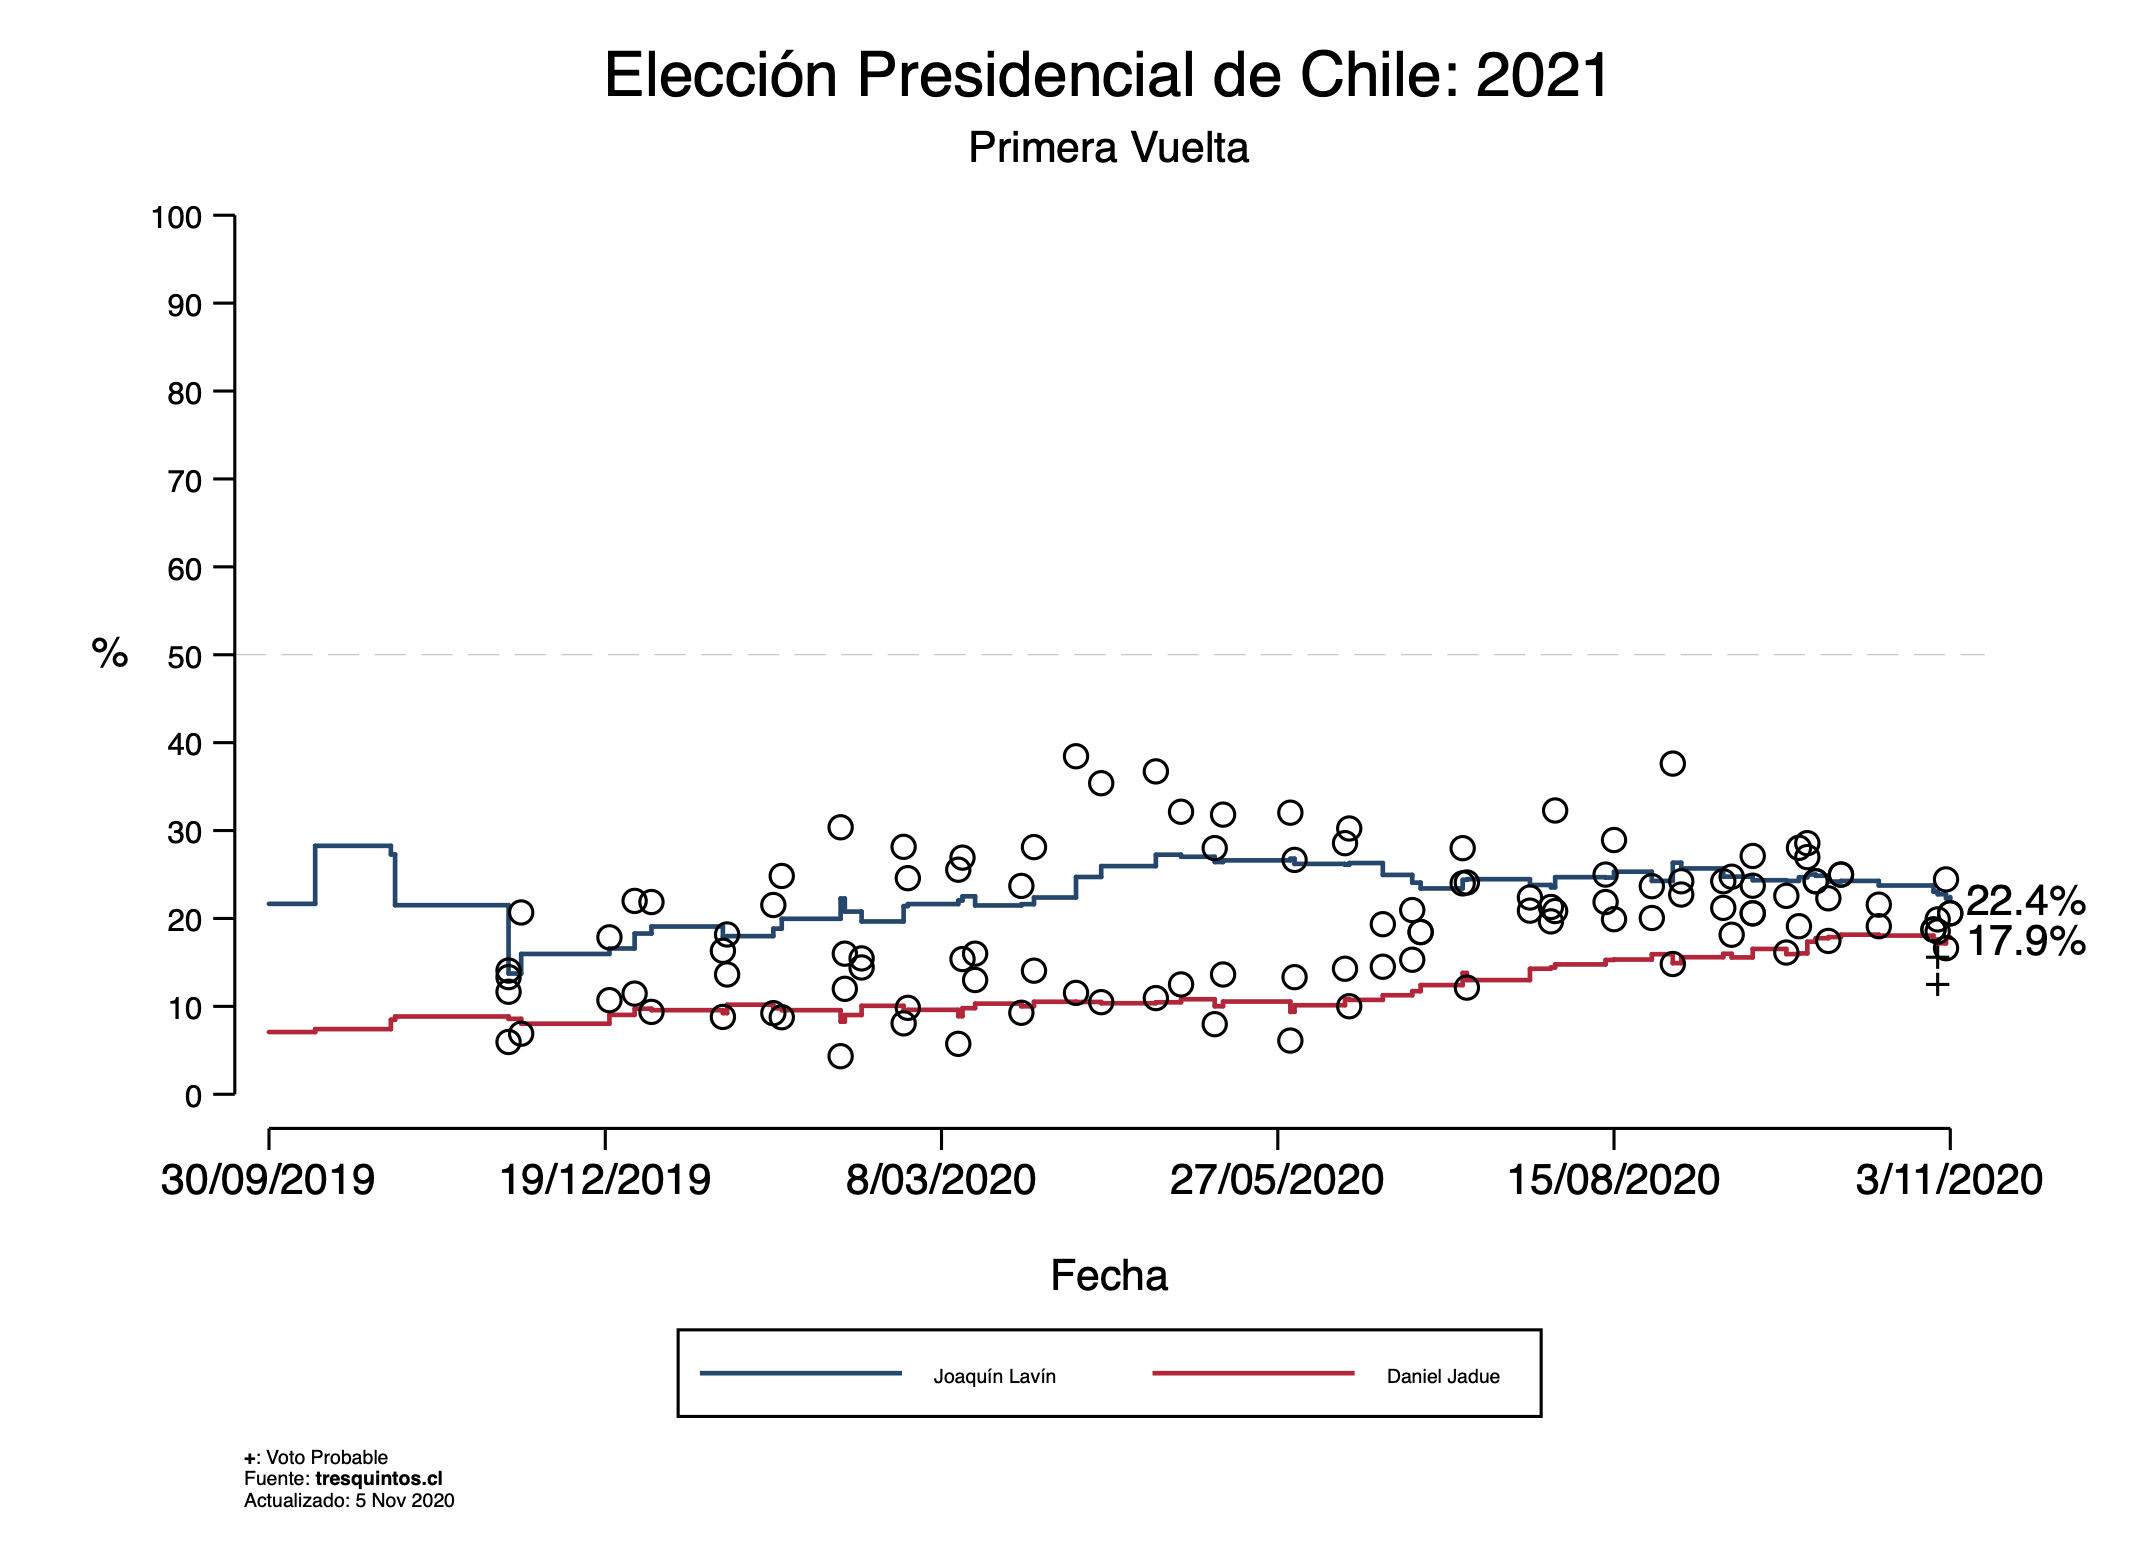 Elección Presidencial de Chile: 2021
Primera Vuelta
100
90
80
70
60
50
40
30
20
10
0
%
22.4%
17.9%
30/09/2019 19/12/2019 8/03/2020 27/05/2020 15/08/2020 3/11/2020
Fecha
Joaquín Lavín Daniel Jadue
+: Voto Probable
Fuente: tresquintos.cl
Actualizado: 5 Nov 2020